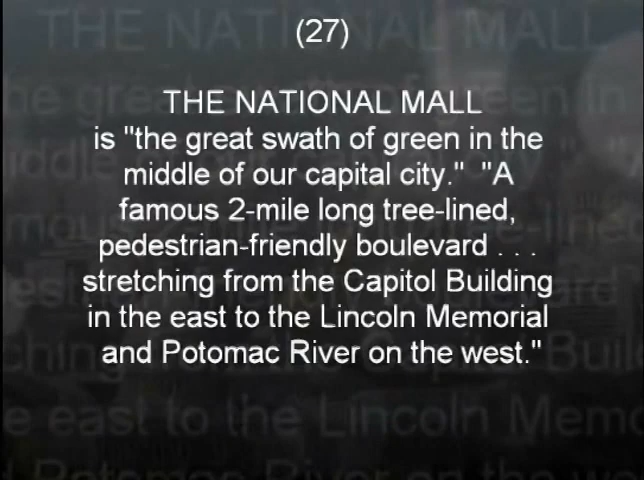 (27)
THE NATIONAL MALL
is "the great swath of green in the
middle of our capital city."  "A
famous 2-mile long tree-lined,
pedestrian-friendly boulevard . . .
stretching from the Capitol Building
in the east to the Lincoln Memorial
and Potomac River on the west."